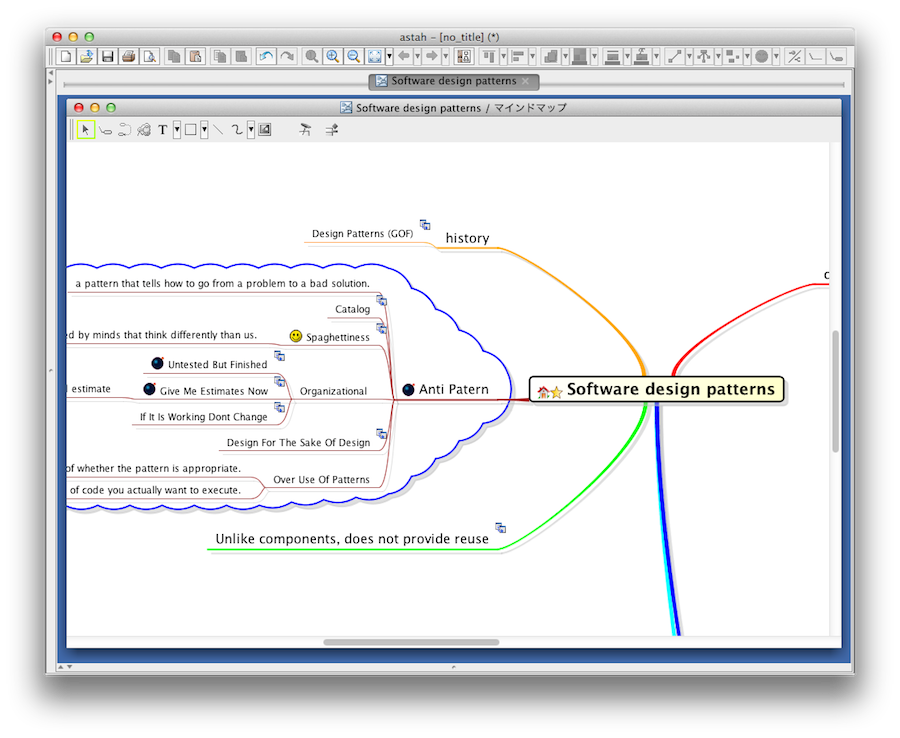 astah – [no_title] (*)
Software design patterns
Software design patterns / マインドマップ
T
Design Patterns (GOF)
history
a pattern that tells how to go from a problem to a bad solution.
Catalog
ed by minds that think differently than us.
Spaghettiness
Untested But Finished
estimate
Give Me Estimates Now
Organizational
Anti Patern
Software design patterns
If It Is Working Dont Change
Design For The Sake Of Design
of whether the pattern is appropriate.
Over Use Of Patterns
of code you actually want to execute.
Unlike components, does not provide reuse